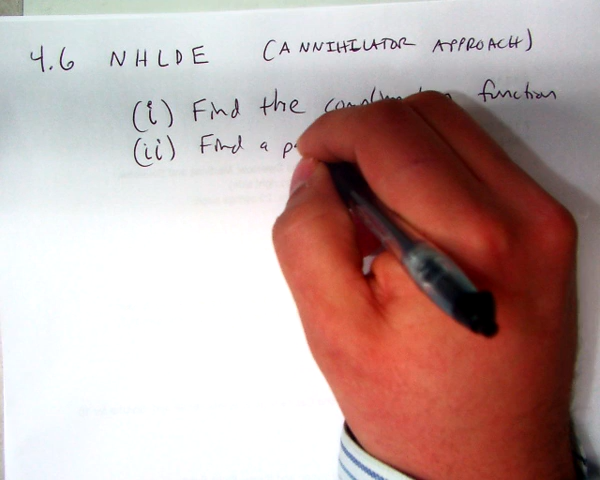 4.6 NHLDE (ANNIHILATOR APPROACH)
(i) Find the function
(ii) Find a